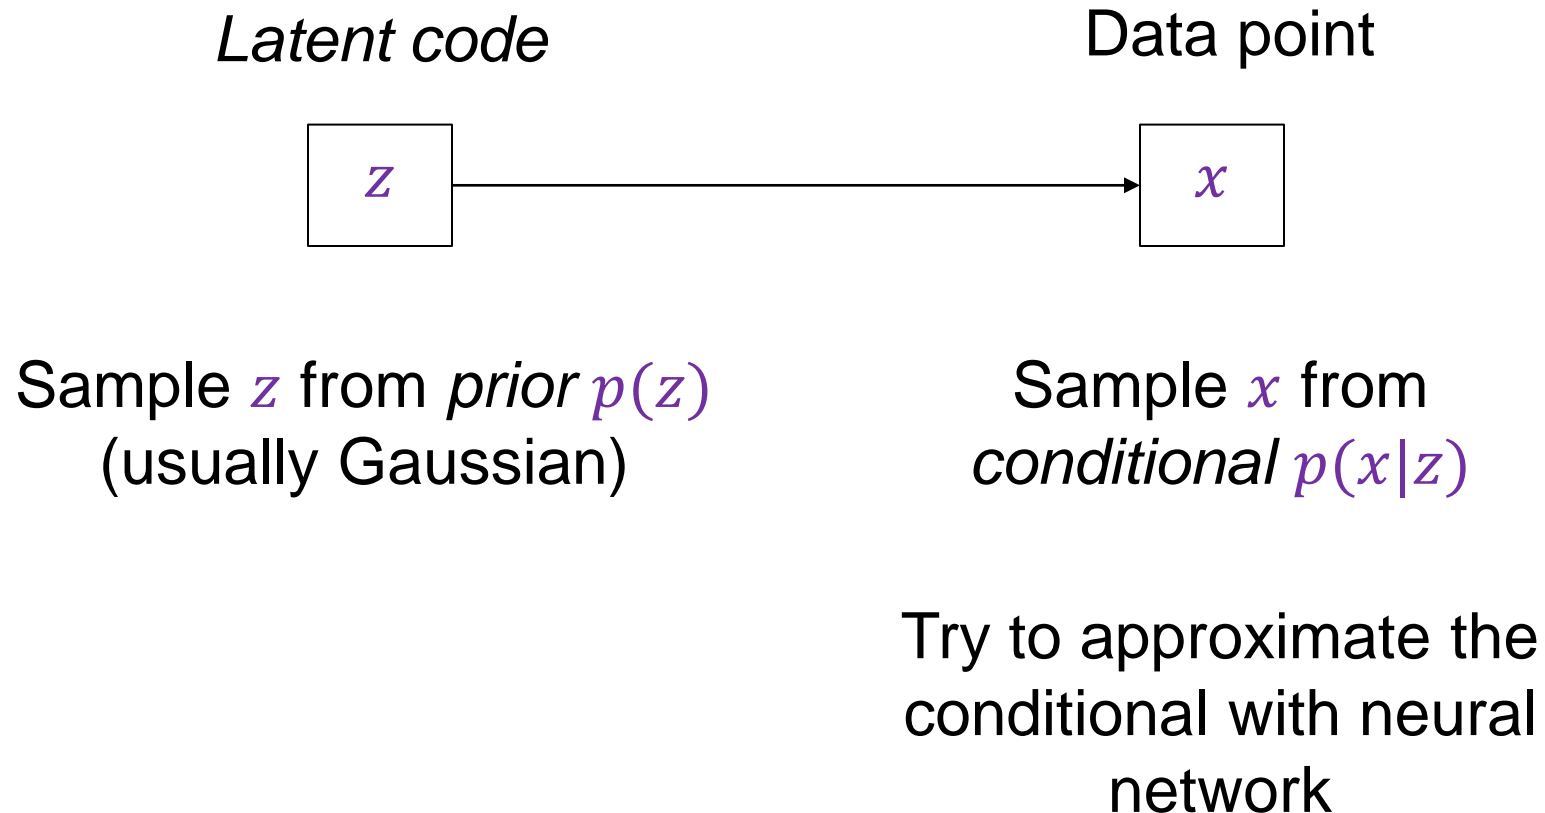 Latent code
Data point
z
x
Sample z from prior p(z)
(usually Gaussian)
Sample x from
conditional p(x|z)
Try to approximate the
conditional with neural
network